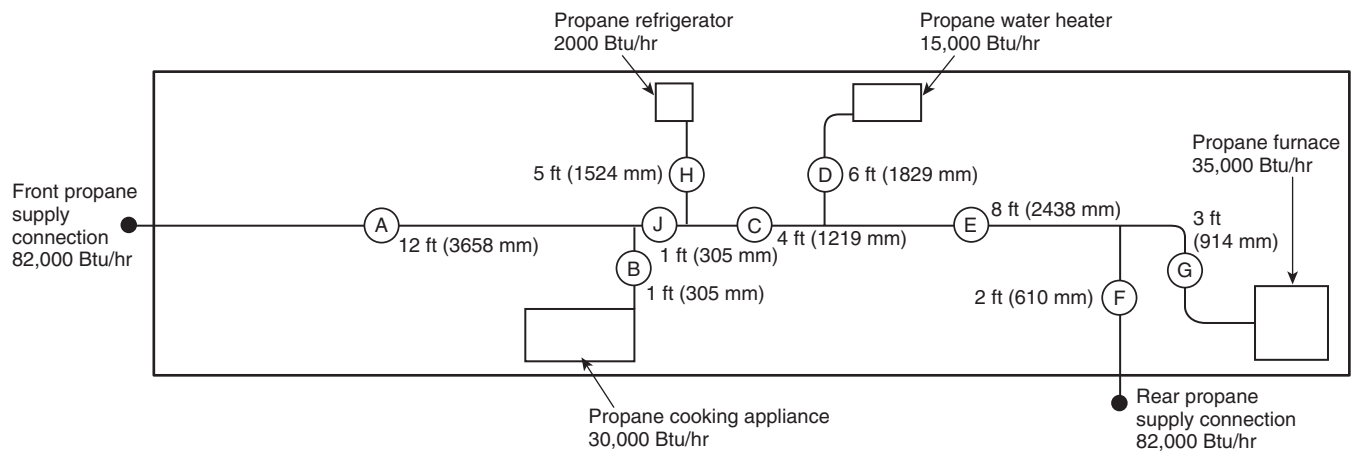 Propane refrigerator
2000 Btu/hr
Propane water heater
15,000 Btu/hr
Propane furnace
35,000 Btu/hr
5 ft (1524 mm)
H
D
6 ft (1829 mm)
Front propane
supply
connection
82,000 Btu/hr
A
12 ft (3658 mm)
J
1 ft (305 mm)
C
4 ft (1219 mm)
E
8 ft (2438 mm)
3 ft
(914 mm)
G
B
1 ft (305 mm)
2 ft (610 mm)
F
Propane cooking appliance
30,000 Btu/hr
Rear propane
supply connection
82,000 Btu/hr